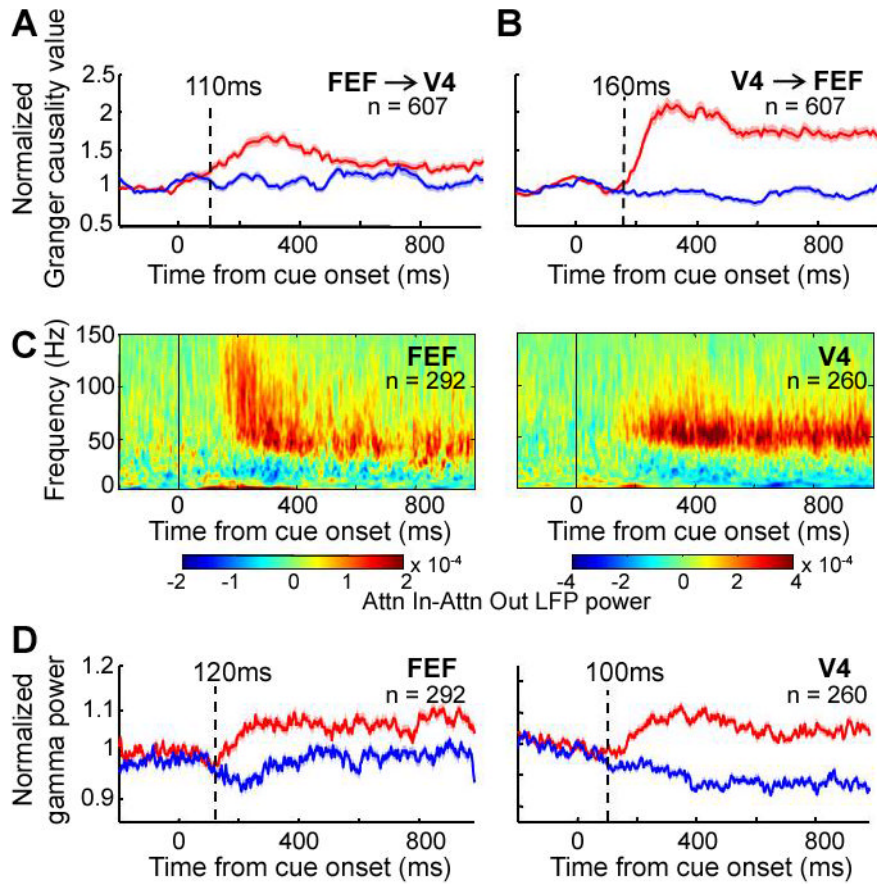 A
B
Normalized
Granger causality value
2.5
2
1.5
1
0.5
110ms
FEF → V4
n = 607
0
400
800
Time from cue onset (ms)
160ms
V4 → FEF
n = 607
0
400
800
Time from cue onset (ms)
C
Frequency (Hz)
150
100
50
0
FEF
n = 292
0
400
800
Time from cue onset (ms)
V4
n = 260
0
400
800
Time from cue onset (ms)
-2 -1 0 1 2 x 10⁻⁴
-4 -2 0 2 4 x 10⁻⁴
Attn In-Attn Out LFP power
D
Normalized
gamma power
1.2
1.1
1
0.9
120ms
FEF
n = 292
0
400
800
Time from cue onset (ms)
100ms
V4
n = 260
0
400
800
Time from cue onset (ms)